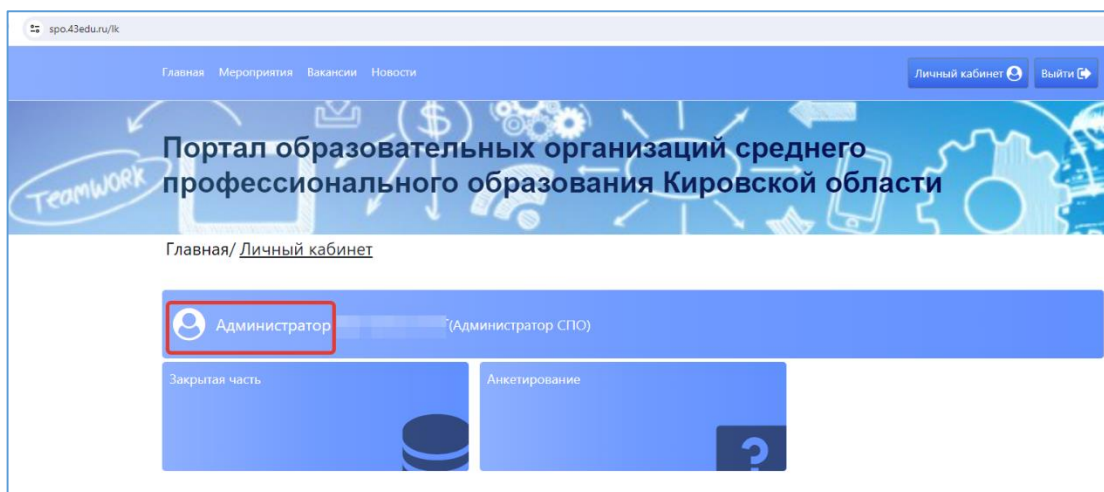 spo.43edu.ru/lk
Главная Мероприятия Вакансии Новости
Личный кабинет Выйти
TEAMWORK
Портал образовательных организаций среднего
профессионального образования Кировской области
Главная/ Личный кабинет
Администратор (Администратор СПО)
Закрытая часть Анкетирование